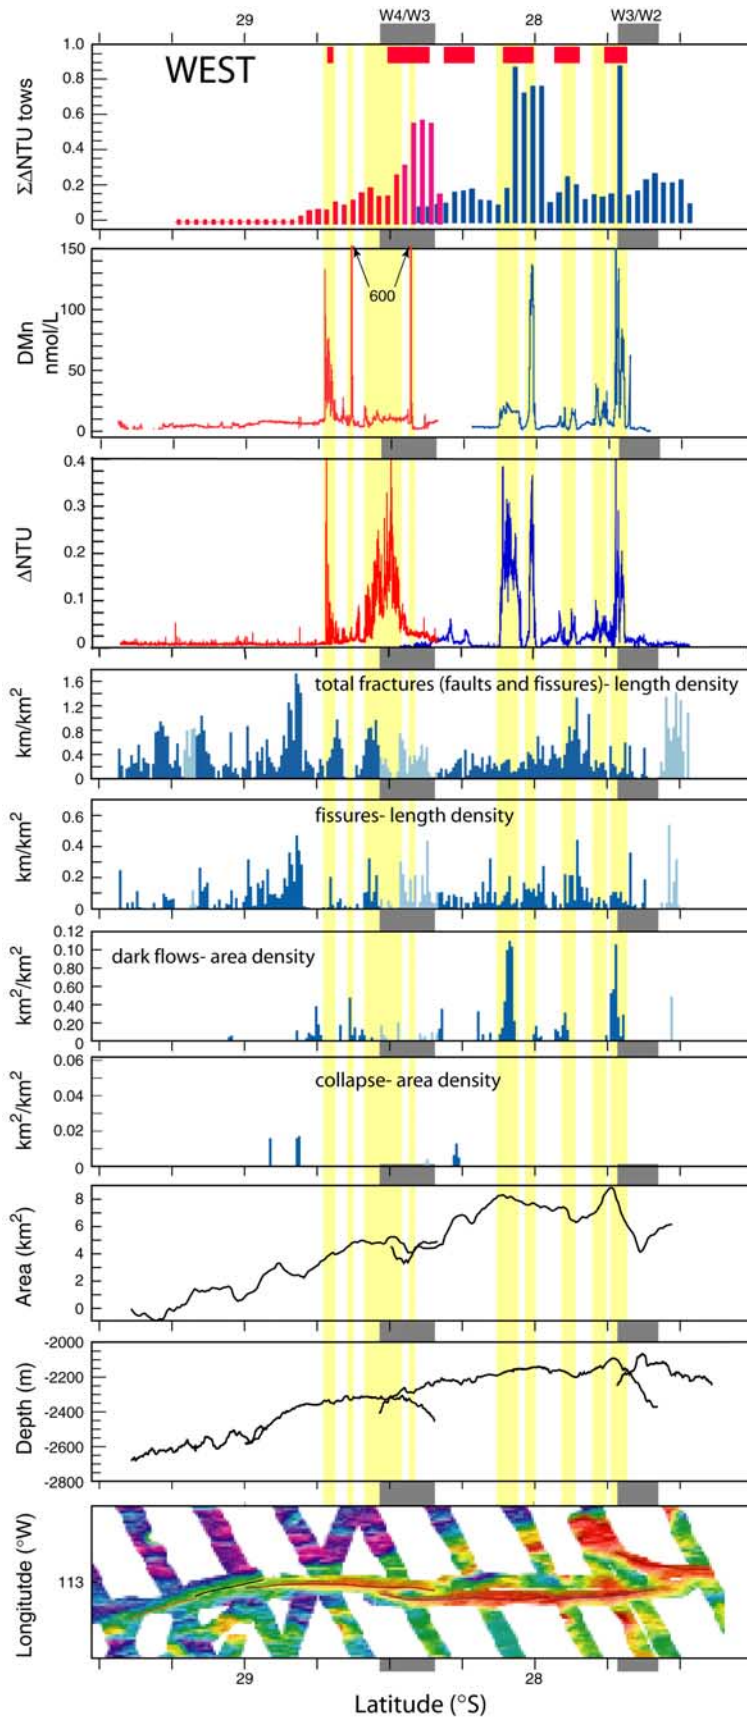 29 W4/W3 28 W3/W2
WEST
ΣΔNTU tows
1.0
0.8
0.6
0.4
0.2
0
DMn
nmol/L
150
100
50
0
600
ΔNTU
0.4
0.3
0.2
0.1
0
total fractures (faults and fissures)- length density
km/km²
1.6
1.2
0.8
0.4
0
fissures- length density
km/km²
0.6
0.4
0.2
0
dark flows- area density
km²/km²
0.12
0.10
0.80
0.60
0.40
0.20
0
collapse- area density
km²/km²
0.06
0.04
0.02
0
Area (km²)
8
6
4
2
0
Depth (m)
-2000
-2200
-2400
-2600
-2800
Longitutde (°W)
113
29 28
Latitude (°S)